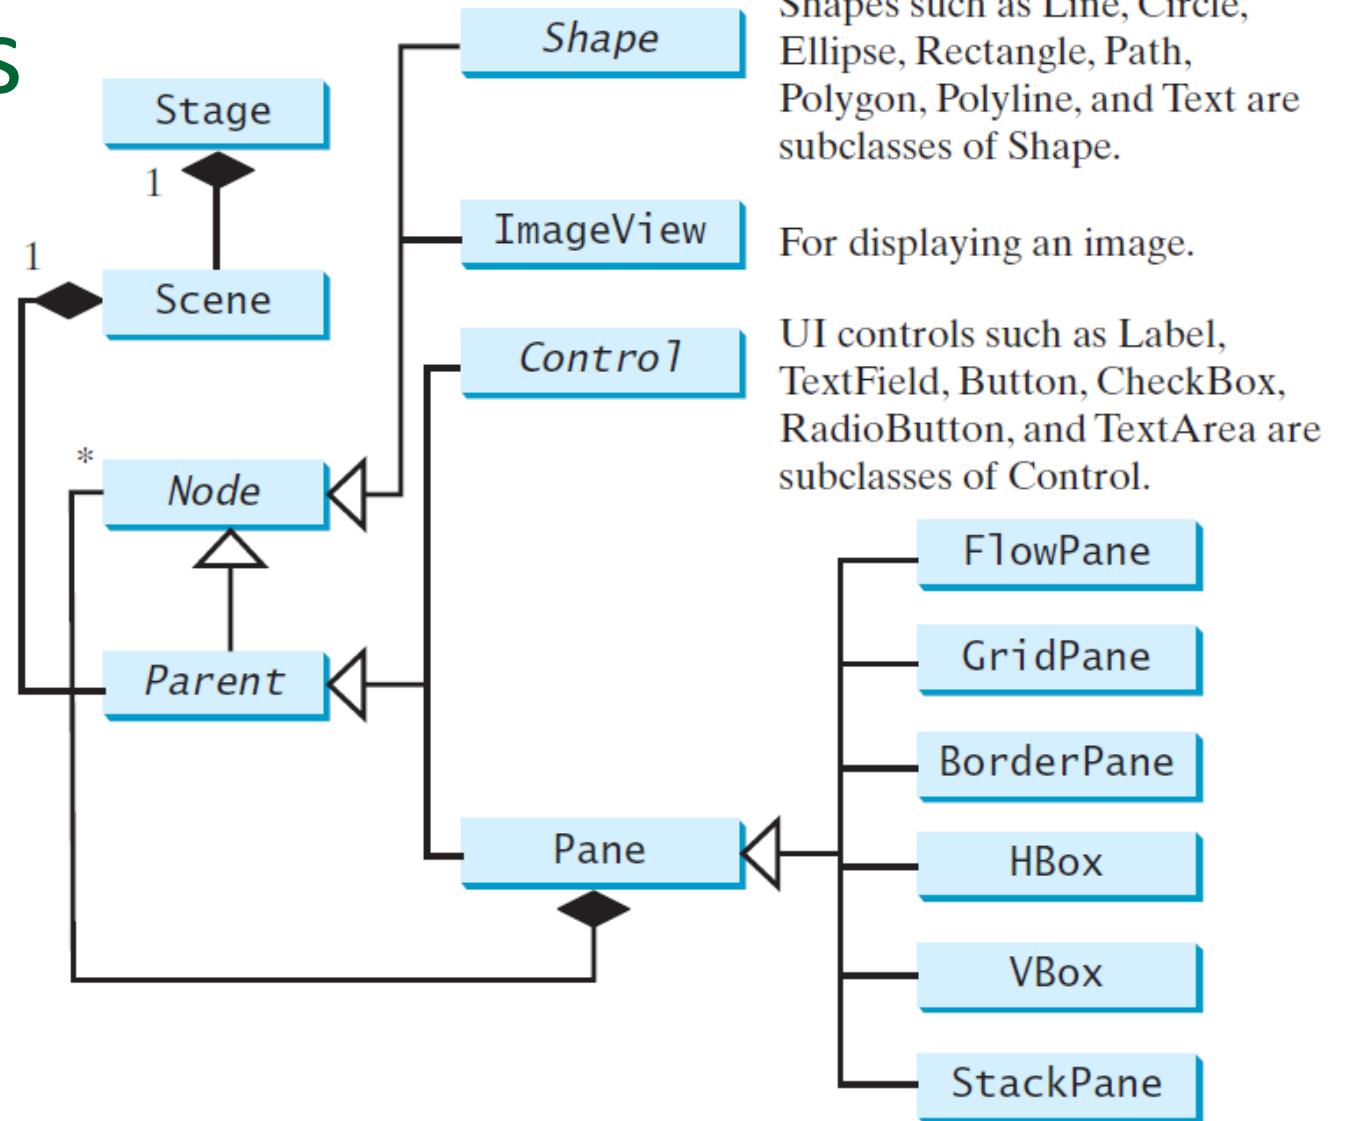 s
Shape
Shapes such as Line, Circle,
Ellipse, Rectangle, Path,
Polygon, Polyline, and Text are
subclasses of Shape.
Stage
1
ImageView
For displaying an image.
1
Scene
Control
UI controls such as Label,
TextField, Button, CheckBox,
RadioButton, and TextArea are
subclasses of Control.
*
Node
FlowPane
GridPane
Parent
BorderPane
Pane
HBox
VBox
StackPane